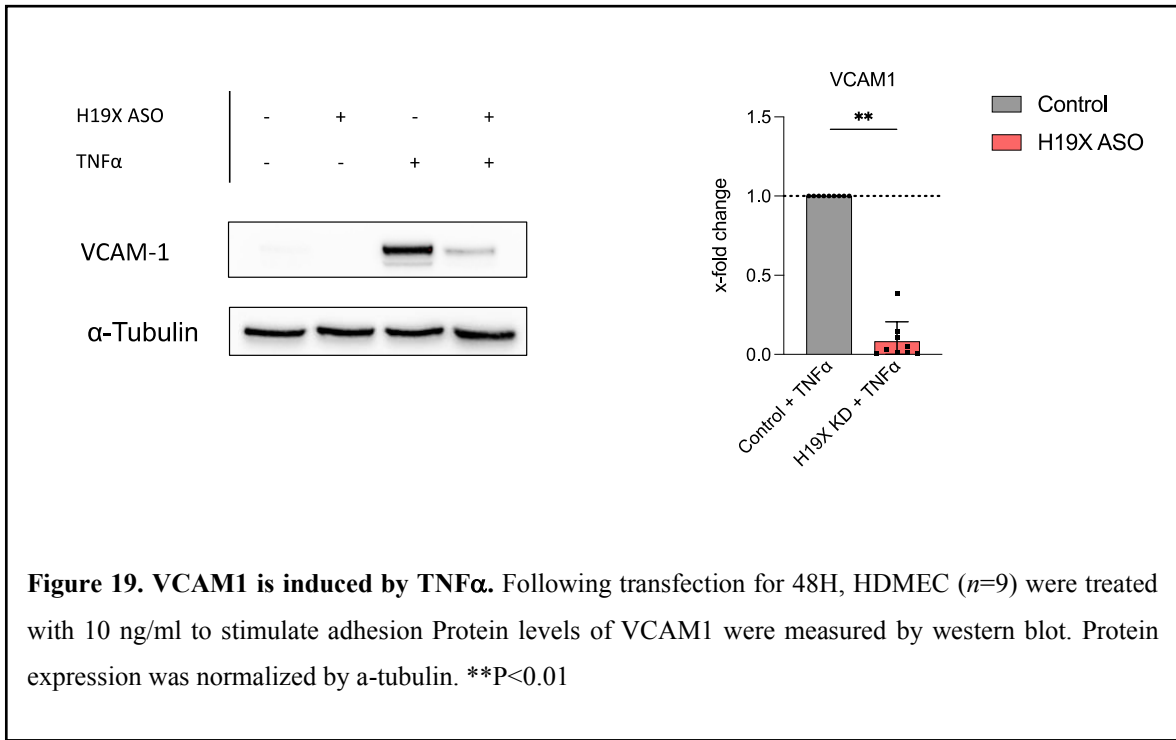 H19X ASO - + - +
TNFα - - + +
VCAM-1
α-Tubulin
VCAM1
1.5
1.0
0.5
0.0
x-fold change
**
Control + TNFα
H19X KD + TNFα
Control
H19X ASO
Figure 19. VCAM1 is induced by TNFα. Following transfection for 48H, HDMEC (n=9) were treated
with 10 ng/ml to stimulate adhesion Protein levels of VCAM1 were measured by western blot. Protein
expression was normalized by a-tubulin. **P<0.01